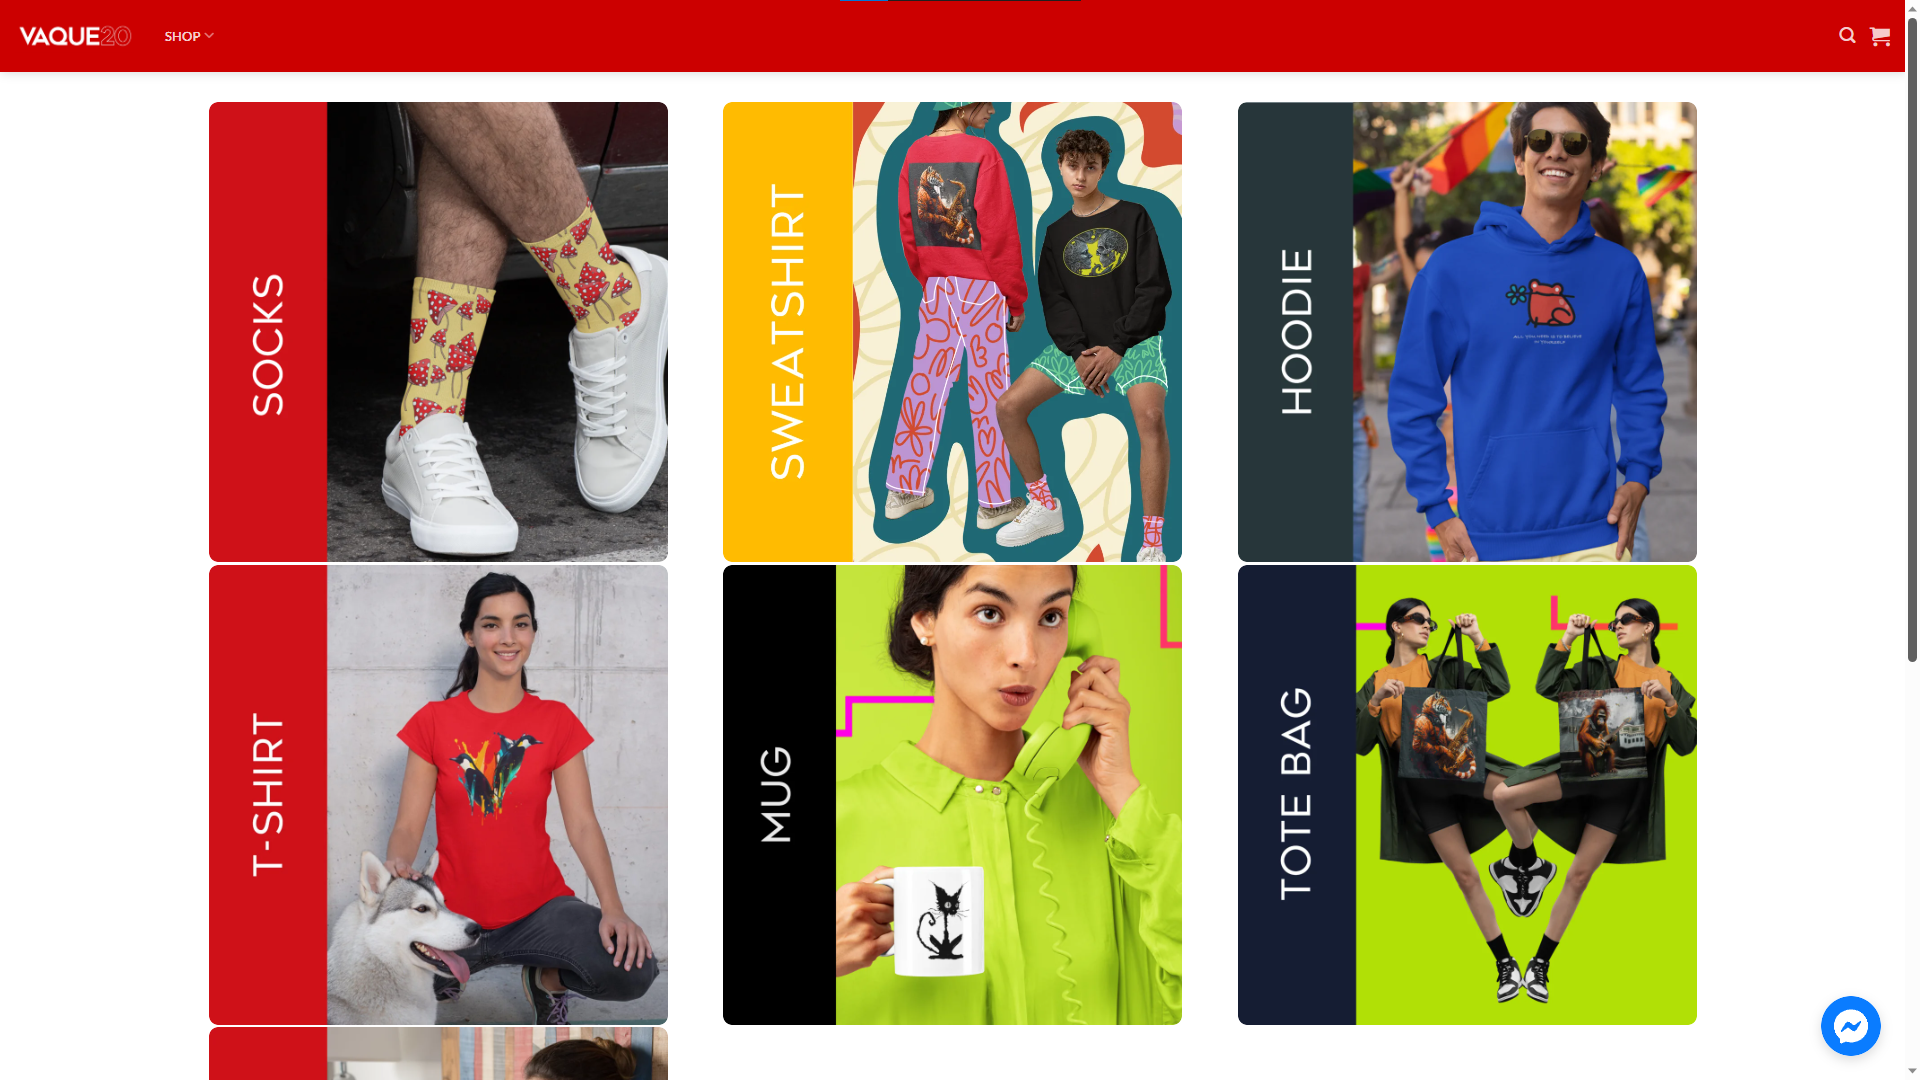 VAQUE20
SHOP
SOCKS
SWEATSHIRT
HOODIE
T-SHIRT
MUG
TOTE BAG